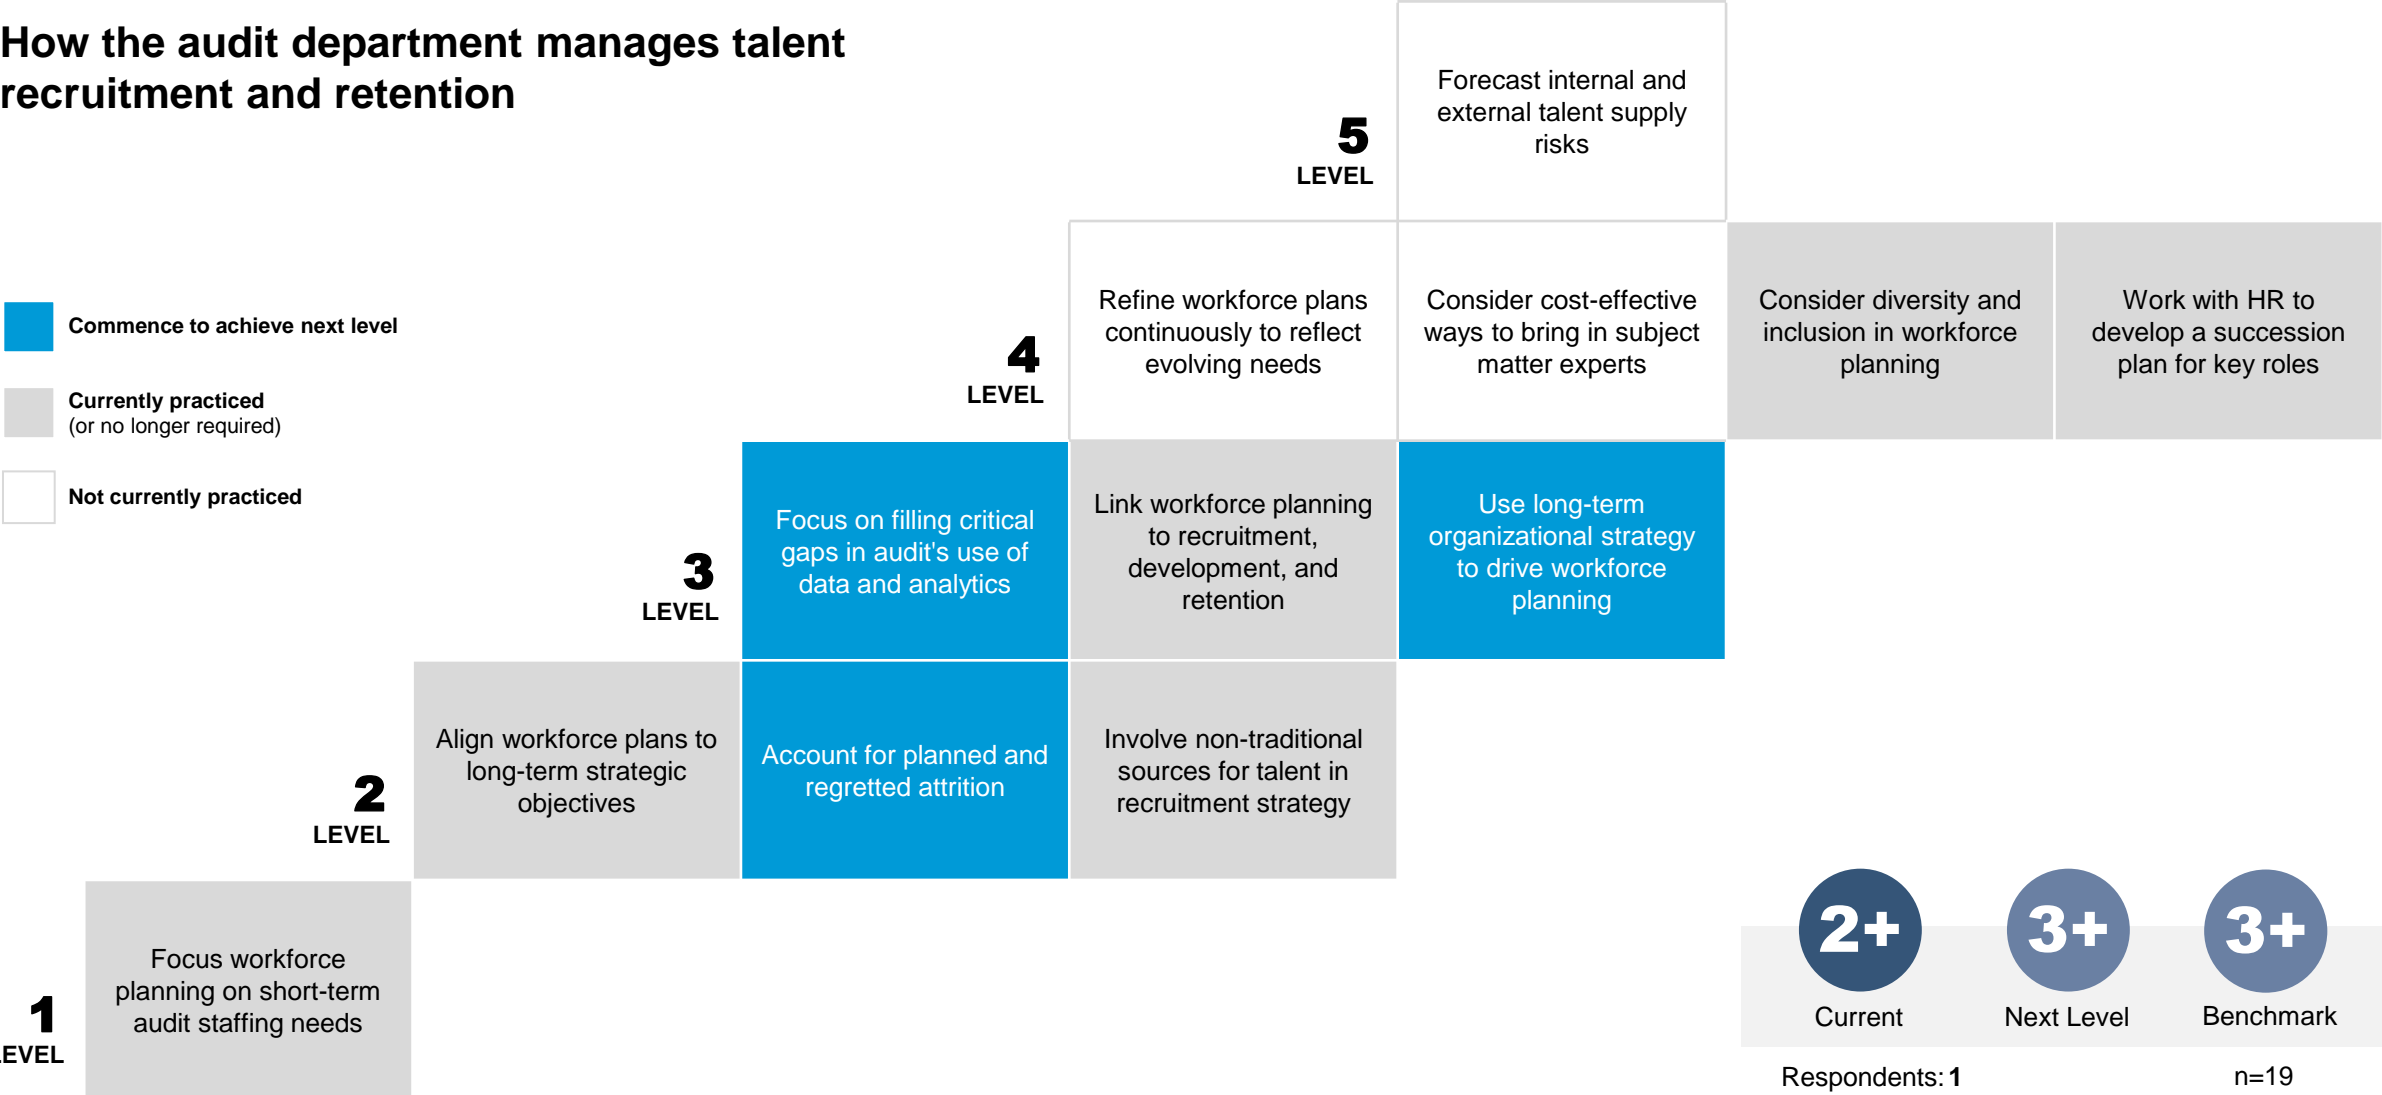 How the audit department manages talent
recruitment and retention
5
LEVEL
Forecast internal and
external talent supply
risks
Commence to achieve next level
Currently practiced
(or no longer required)
Not currently practiced
4
LEVEL
Refine workforce plans
continuously to reflect
evolving needs
Consider cost-effective
ways to bring in subject
matter experts
Consider diversity and
inclusion in workforce
planning
Work with HR to
develop a succession
plan for key roles
3
LEVEL
Focus on filling critical
gaps in audit's use of
data and analytics
Link workforce planning
to recruitment,
development, and
retention
Use long-term
organizational strategy
to drive workforce
planning
2
LEVEL
Align workforce plans to
long-term strategic
objectives
Account for planned and
regretted attrition
Involve non-traditional
sources for talent in
recruitment strategy
1
LEVEL
Focus workforce
planning on short-term
audit staffing needs
2+
Current
3+
Next Level
3+
Benchmark
Respondents: 1
n=19